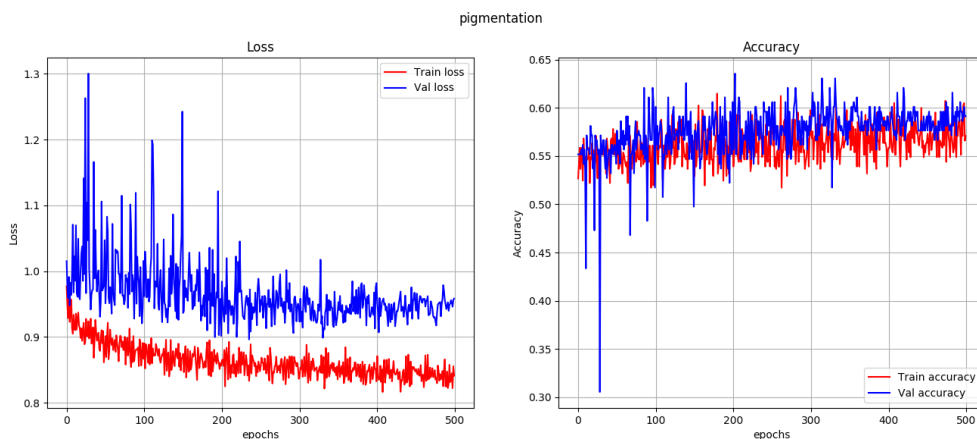 pigmentation
Loss
1.3
1.2
1.1
1.0
0.9
0.8
Loss
0
100
200
300
400
500
epochs
Train loss
Val loss
Accuracy
0.65
0.60
0.55
0.50
0.45
0.40
0.35
0.30
Accuracy
0
100
200
300
400
500
epochs
Train accuracy
Val accuracy